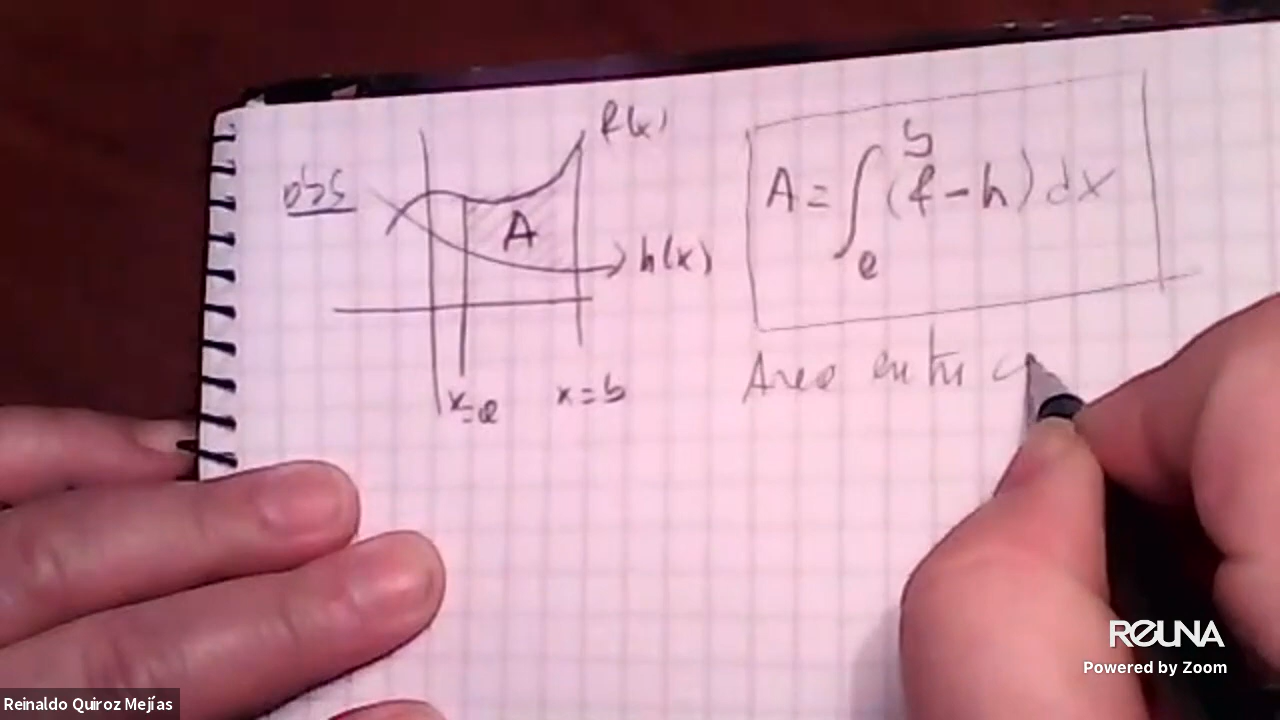 Obs
f(x)
A
h(x)
x=a
x=b
A = ∫ₐᵇ (f - h) dx
Area entre c
REUNA
Powered by Zoom
Reinaldo Quiroz Mejías